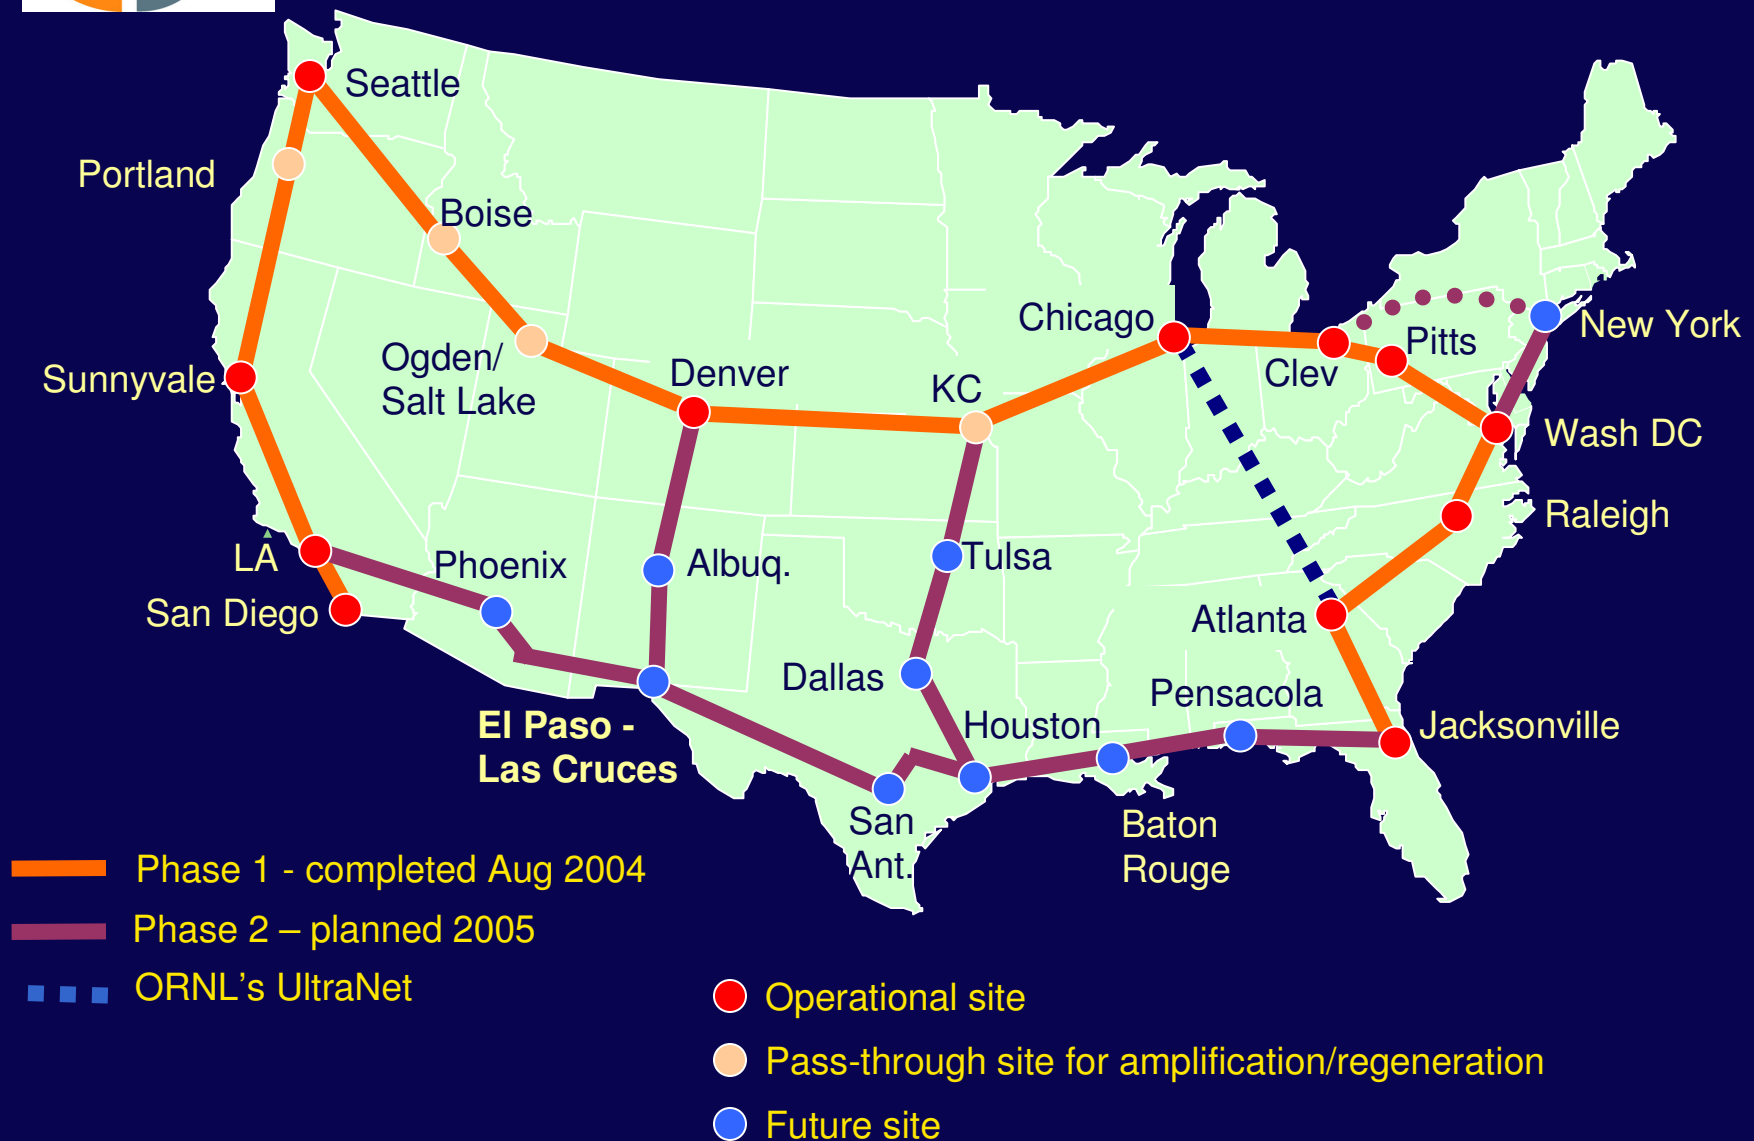 Seattle
Portland
Boise
Chicago
New York
Pitts
Ogden/
Salt Lake
Sunnyvale
Denver
Clev
KC
Wash DC
Raleigh
LA
Phoenix
Albuq.
Tulsa
San Diego
Atlanta
Dallas
Pensacola
El Paso -
Las Cruces
Houston
Jacksonville
San
Ant.
Baton
Rouge
Phase 1 - completed Aug 2004
Phase 2 – planned 2005
ORNL’s UltraNet
Operational site
Pass-through site for amplification/regeneration
Future site